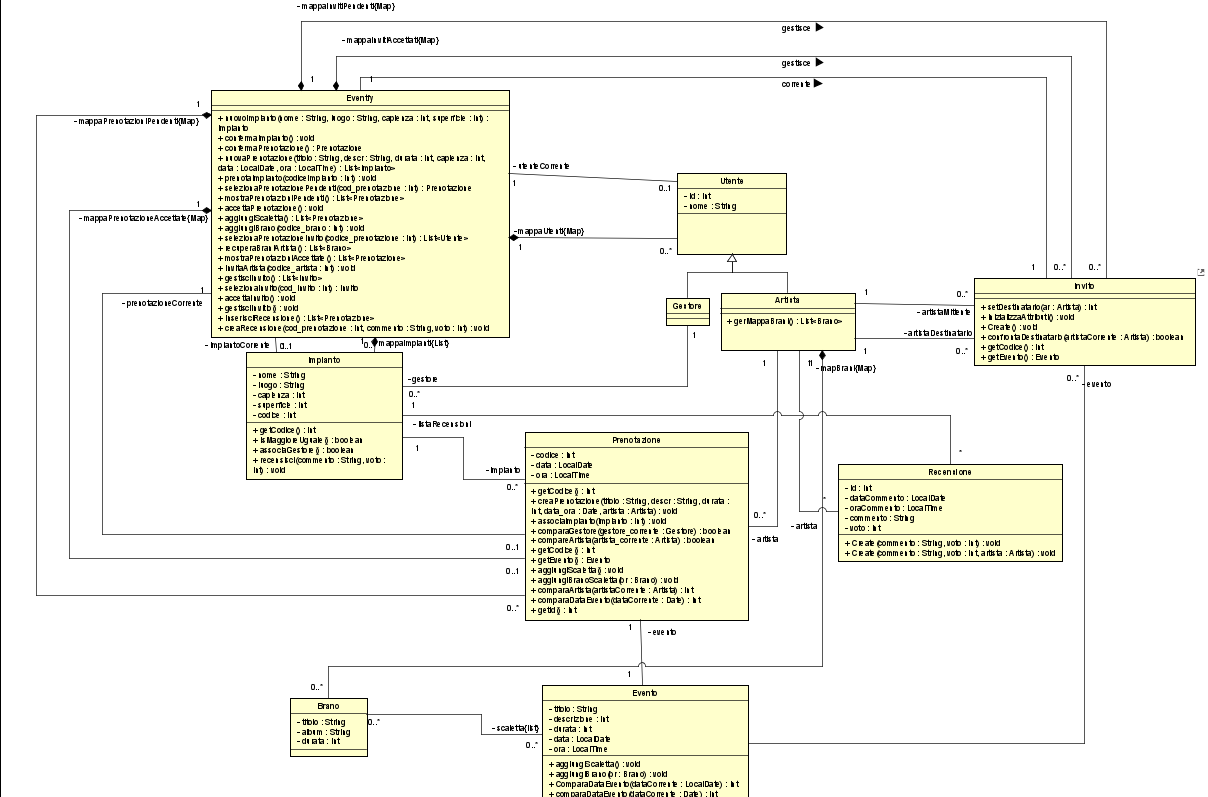 - mappaInvitiPendenti{Map}
gestisce
- mappaInvitiAccettati{Map}
1
gestisce
1
corrente
1
- mappaPrenotazioniPendenti{Map}
Eventify
+ nuovoImpianto(nome : String, luogo : String, capienza : int, superficie : int) :
Impianto
+ confermaImpianto() : void
+ confermaPrenotazione() : Prenotazione
+ nuovaPrenotazione(titolo : String, descr : String, durata : int, capienza : int,
data : LocalDate, ora : LocalTime) : List<Impianto>
+ prenotaImpianto(codiceImpianto : int) : void
+ selezionaPrenotazionePendenti(cod_prenotazione : int) : Prenotazione
+ mostraPrenotazioniPendenti() : List<Prenotazione>
+ accettaPrenotazione() : void
+ aggiungiScaletta() : List<Prenotazione>
+ aggiungiBrano(codice_brano : int) : void
+ selezionaPrenotazioneInvito(codice_prenotazione : int) : List<Utente>
+ recuperaBraniArtista() : List<Brano>
+ mostraPrenotazioniAccettate() : List<Prenotazione>
+ invitaArtista(codice_artista : int) : void
+ gestisciInvito() : List<Invito>
+ selezionaInvito(cod_invito : int) : Invito
+ accettaInvito() : void
+ gestisciInvito() : void
+ inserisciRecensione() : List<Prenotazione>
+ creaRecensione(cod_prenotazione : int, commento : String, voto : int) : void
1
- mappaPrenotazioneAccettate{Map}
1
- prenotazioneCorrente
- utenteCorrente
1
0..1
- mappaUtenti{Map}
1
0..*
Utente
- id : int
- nome : String
Gestore
1
Artista
+ gerMappaBrani() : List<Brano>
1
0..*
- artistaMittente
- artistaDestinatario
1
0..*
1
0..*
0..*
Invito
+ setDestinatario(ar : Artista) : int
+ inizializzaAttributi() : void
+ Create() : void
+ confrontaDestinatario(artistaCorrente : Artista) : boolean
+ getCodice() : int
+ getEvento() : Evento
0..*
- evento
- impiantoCorrente
0..1
1
0..*
- mappaImpianti{List}
Impianto
- nome : String
- luogo : String
- capienza : int
- superficie : int
- codice : int
+ getCodice() : int
+ isMaggioreUguale() : boolean
+ associaGestore() : boolean
+ recensisci(commento : String, voto :
int) : void
- gestore
0..*
1
- listaRecensioni
1
- impianto
0..*
1
11
- mapBrani{Map}
*
Prenotazione
- codice : int
- data : LocalDate
- ora : LocalTime
+ getCodice() : int
+ creaPrenotazione(titolo : String, descr : String, durata :
int, data_ora : Date, artista : Artista) : void
+ associaImpianto(impianto : int) : void
+ comparaGestore(gestore_corrente : Gestore) : boolean
+ compareArtista(artista_corrente : Artista) : boolean
+ getCodice() : int
+ getEvento() : Evento
+ aggiungiScaletta() : void
+ aggiungiBranoScaletta(br : Brano) : void
+ comparaArtista(artistaCorrente : Artista) : int
+ comparaDataEvento(dataCorrente : Date) : int
+ getId() : int
0..1
0..1
0..*
0..*
- artista
*
- artista
Recensione
- id : int
- dataCommento : LocalDate
- oraCommento : LocalTime
- commento : String
- voto : int
+ Create(commento : String, voto : int) : void
+ Create(commento : String, voto : int, artista : Artista) : void
1
- evento
1
0..*
Brano
- titolo : String
- album : String
- durata : int
0..*
- scaletta{list}
0..*
Evento
- titolo : String
- descrizione : int
- durata : int
- data : LocalDate
- ora : LocalTime
+ aggiungiScaletta() : void
+ aggiungiBrano(br : Brano) : void
+ ComparaDataEvento(dataCorrente : LocalDate) : int
+ comparaDataEvento(dataCorrente : Date) : int